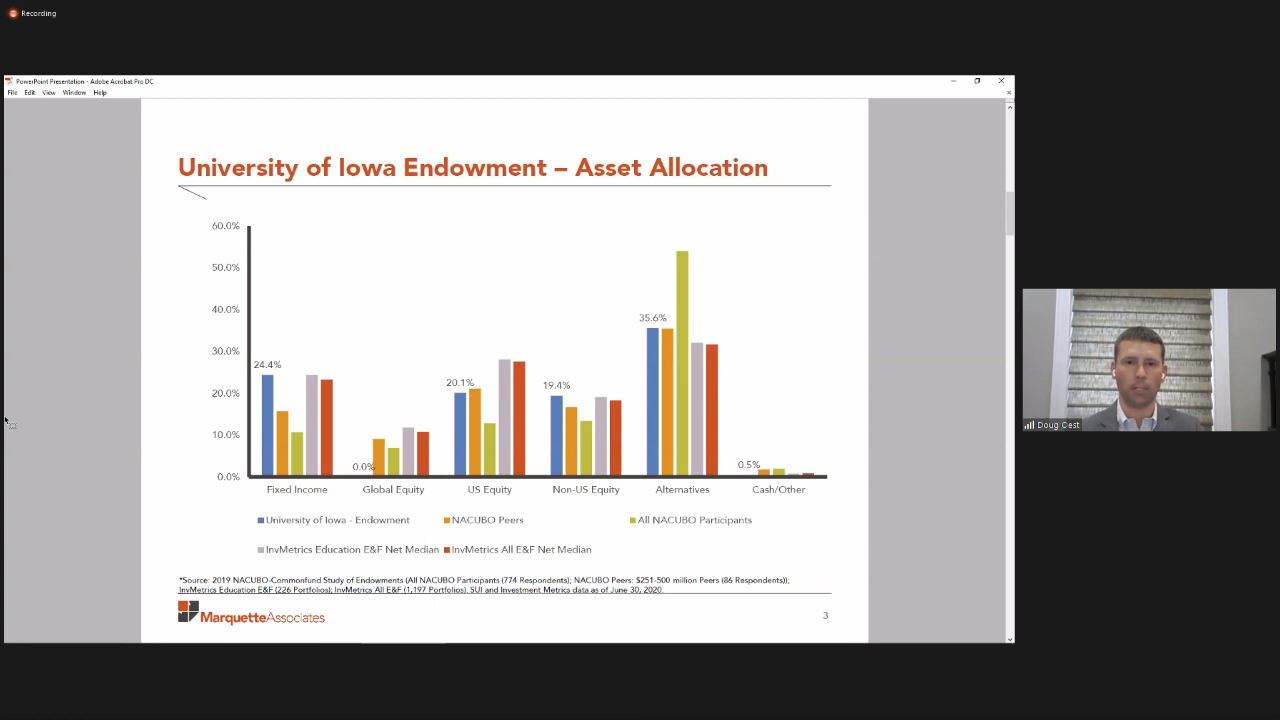 Recording
PowerPoint Presentation - Adobe Acrobat Pro DC
File Edit View Window Help
University of Iowa Endowment – Asset Allocation
60.0%
50.0%
40.0%
30.0%
20.0%
10.0%
0.0%
24.4%
0.0%
20.1%
19.4%
35.6%
0.5%
Fixed Income Global Equity US Equity Non-US Equity Alternatives Cash/Other
University of Iowa - Endowment NACUBO Peers All NACUBO Participants
InvMetrics Education E&F Net Median InvMetrics All E&F Net Median
*Source: 2019 NACUBO-Commonfund Study of Endowments (All NACUBO Participants (774 Respondents); NACUBO Peers: $251-500 million Peers (86 Respondents));
InvMetrics Education E&F (226 Portfolios); InvMetrics All E&F (1,197 Portfolios). SUI and Investment Metrics data as of June 30, 2020.
MarquetteAssociates
3
Doug Oest